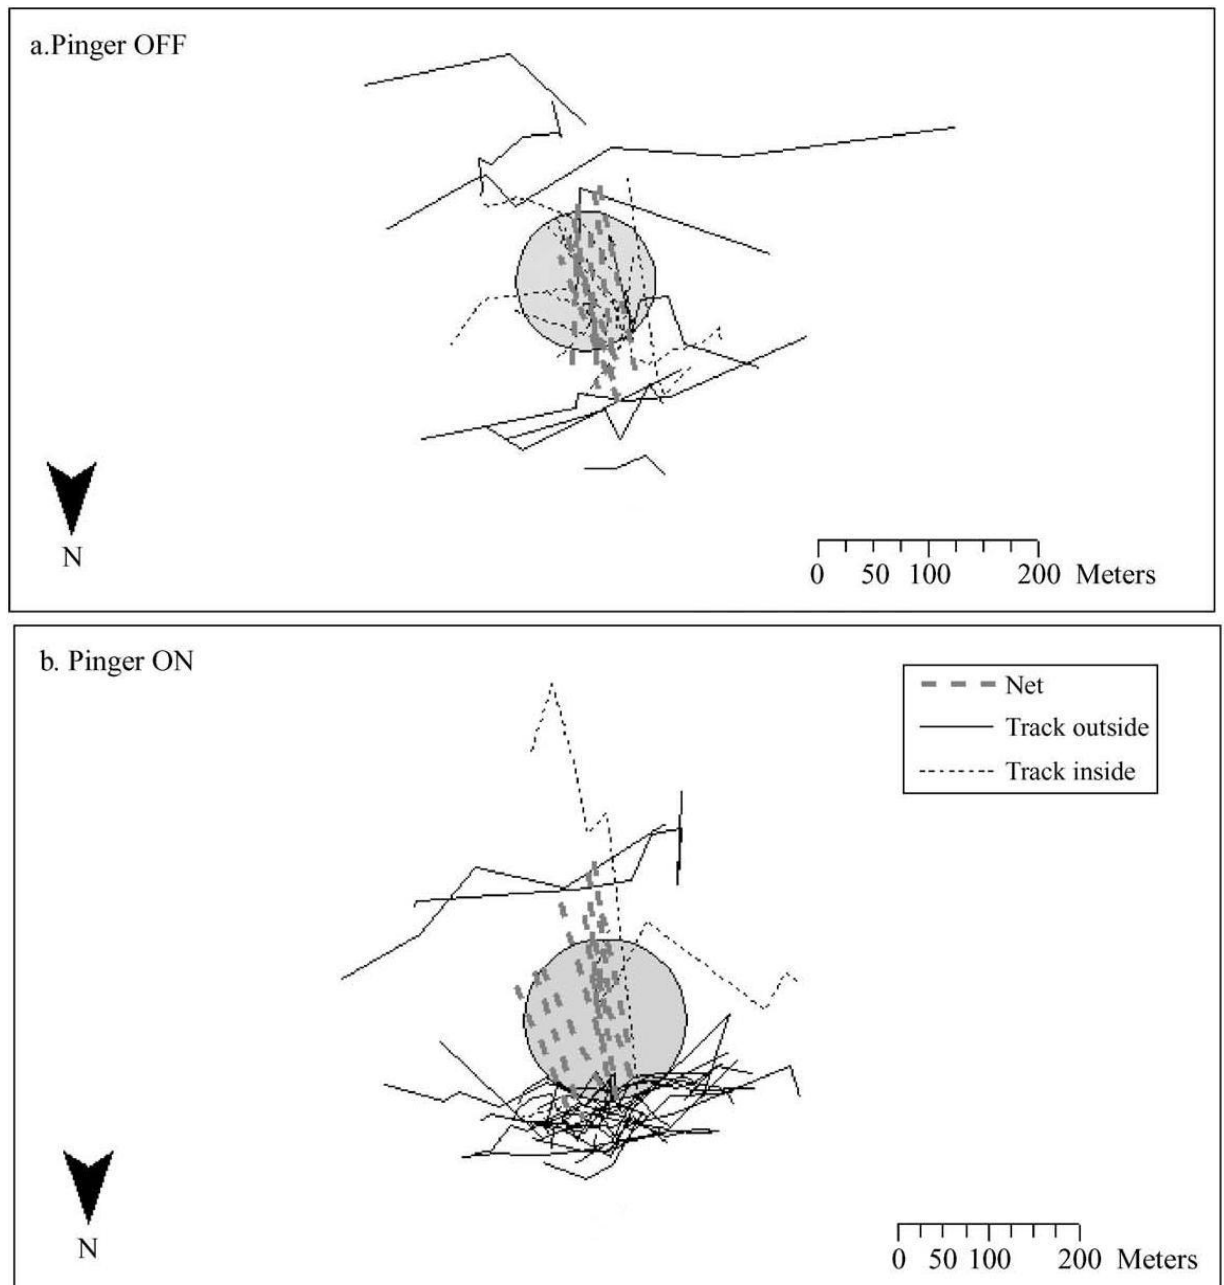 a.Pinger OFF
N
0 50 100 200 Meters
b. Pinger ON
Net
Track outside
Track inside
N
0 50 100 200 Meters